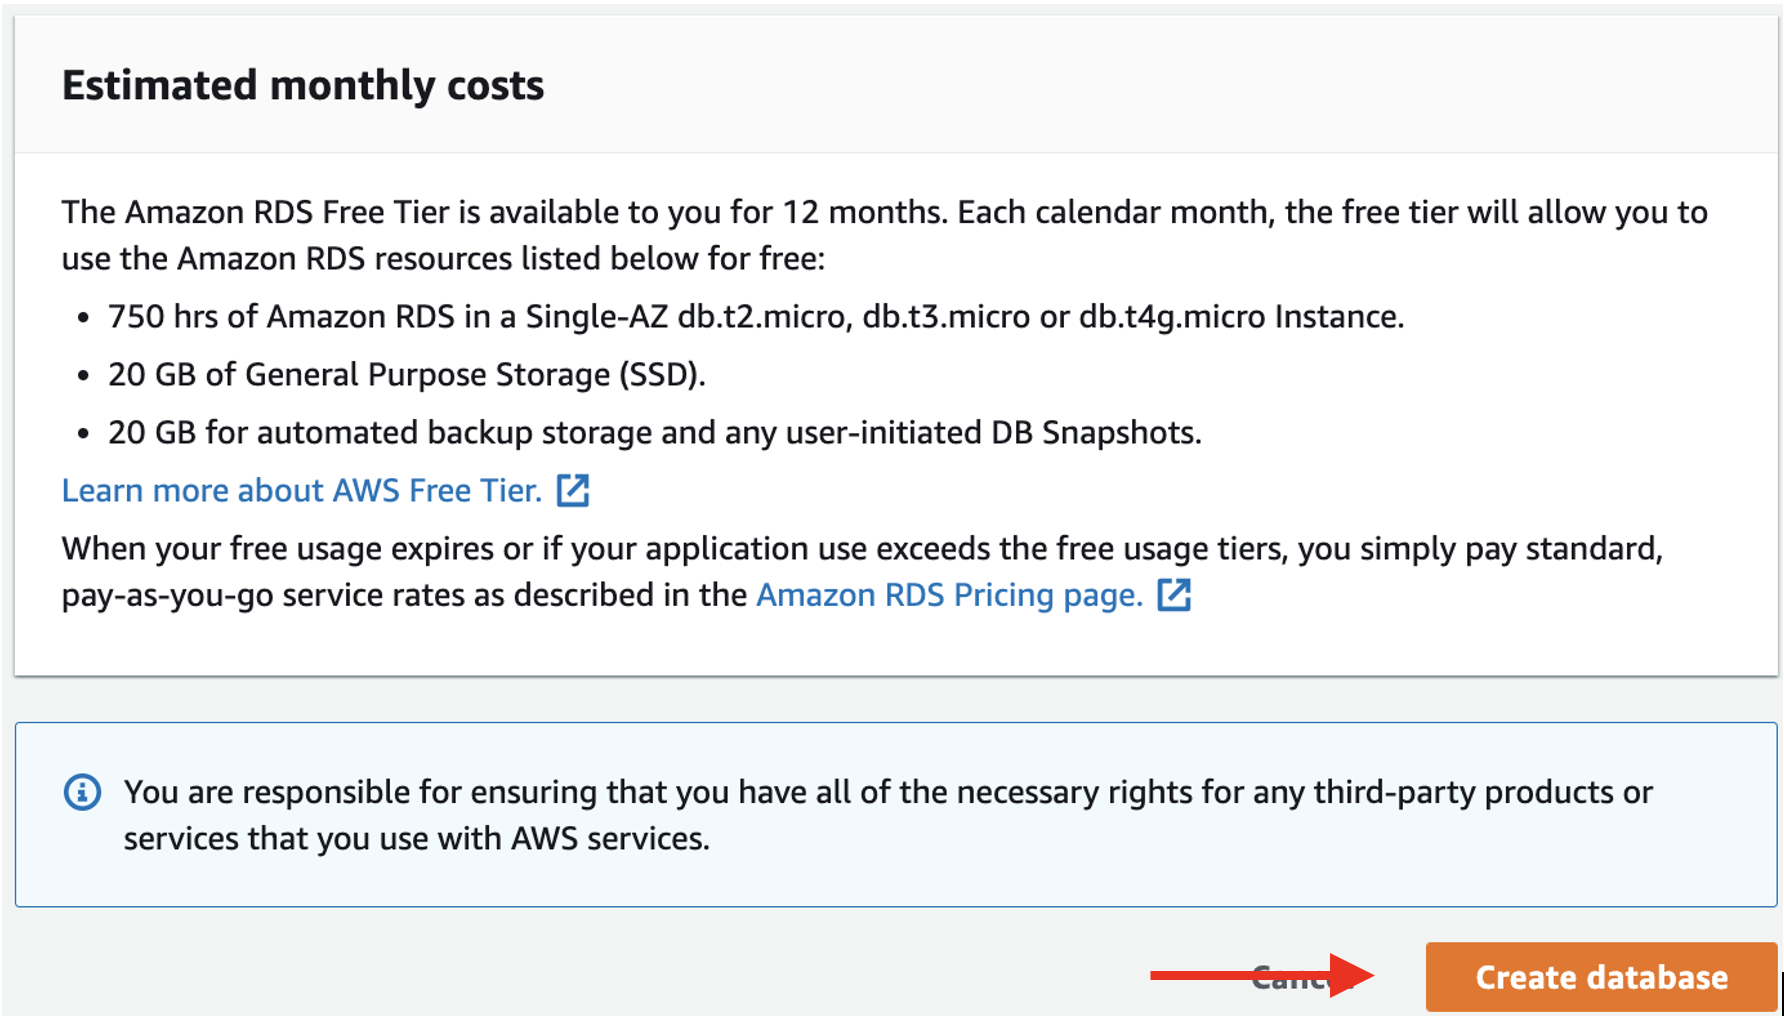 Estimated monthly costs
The Amazon RDS Free Tier is available to you for 12 months. Each calendar month, the free tier will allow you to
use the Amazon RDS resources listed below for free:
• 750 hrs of Amazon RDS in a Single-AZ db.t2.micro, db.t3.micro or db.t4g.micro Instance.
• 20 GB of General Purpose Storage (SSD).
• 20 GB for automated backup storage and any user-initiated DB Snapshots.
Learn more about AWS Free Tier.
When your free usage expires or if your application use exceeds the free usage tiers, you simply pay standard,
pay-as-you-go service rates as described in the Amazon RDS Pricing page.
You are responsible for ensuring that you have all of the necessary rights for any third-party products or
services that you use with AWS services.
Cancel Create database